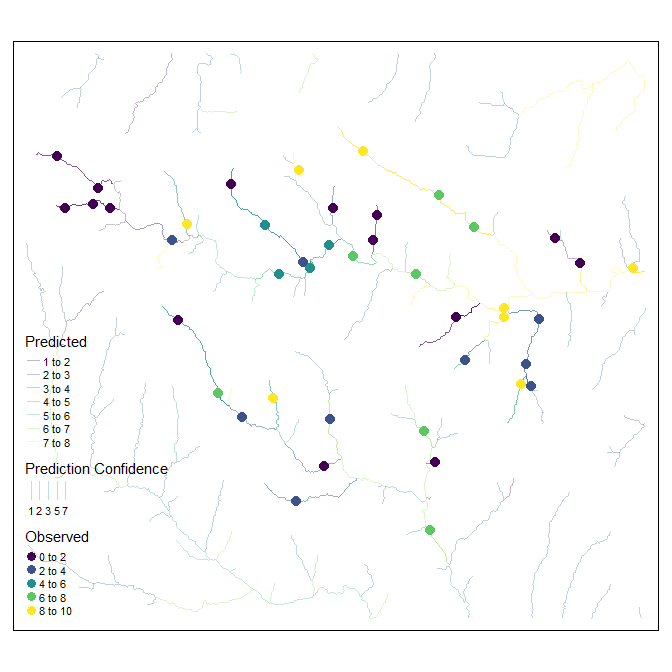 Predicted
1 to 2
2 to 3
3 to 4
4 to 5
5 to 6
6 to 7
7 to 8
Prediction Confidence
1 2 3 5 7
Observed
0 to 2
2 to 4
4 to 6
6 to 8
8 to 10